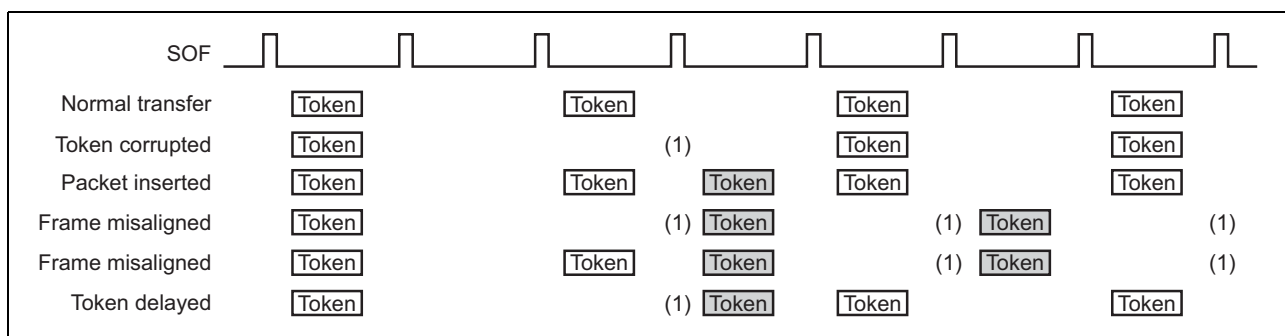 SOF
Normal transfer Token Token Token Token
Token corrupted Token (1) Token Token
Packet inserted Token Token Token Token Token
Frame misaligned Token (1) Token (1) Token (1)
Frame misaligned Token Token Token (1) Token (1)
Token delayed Token (1) Token Token Token